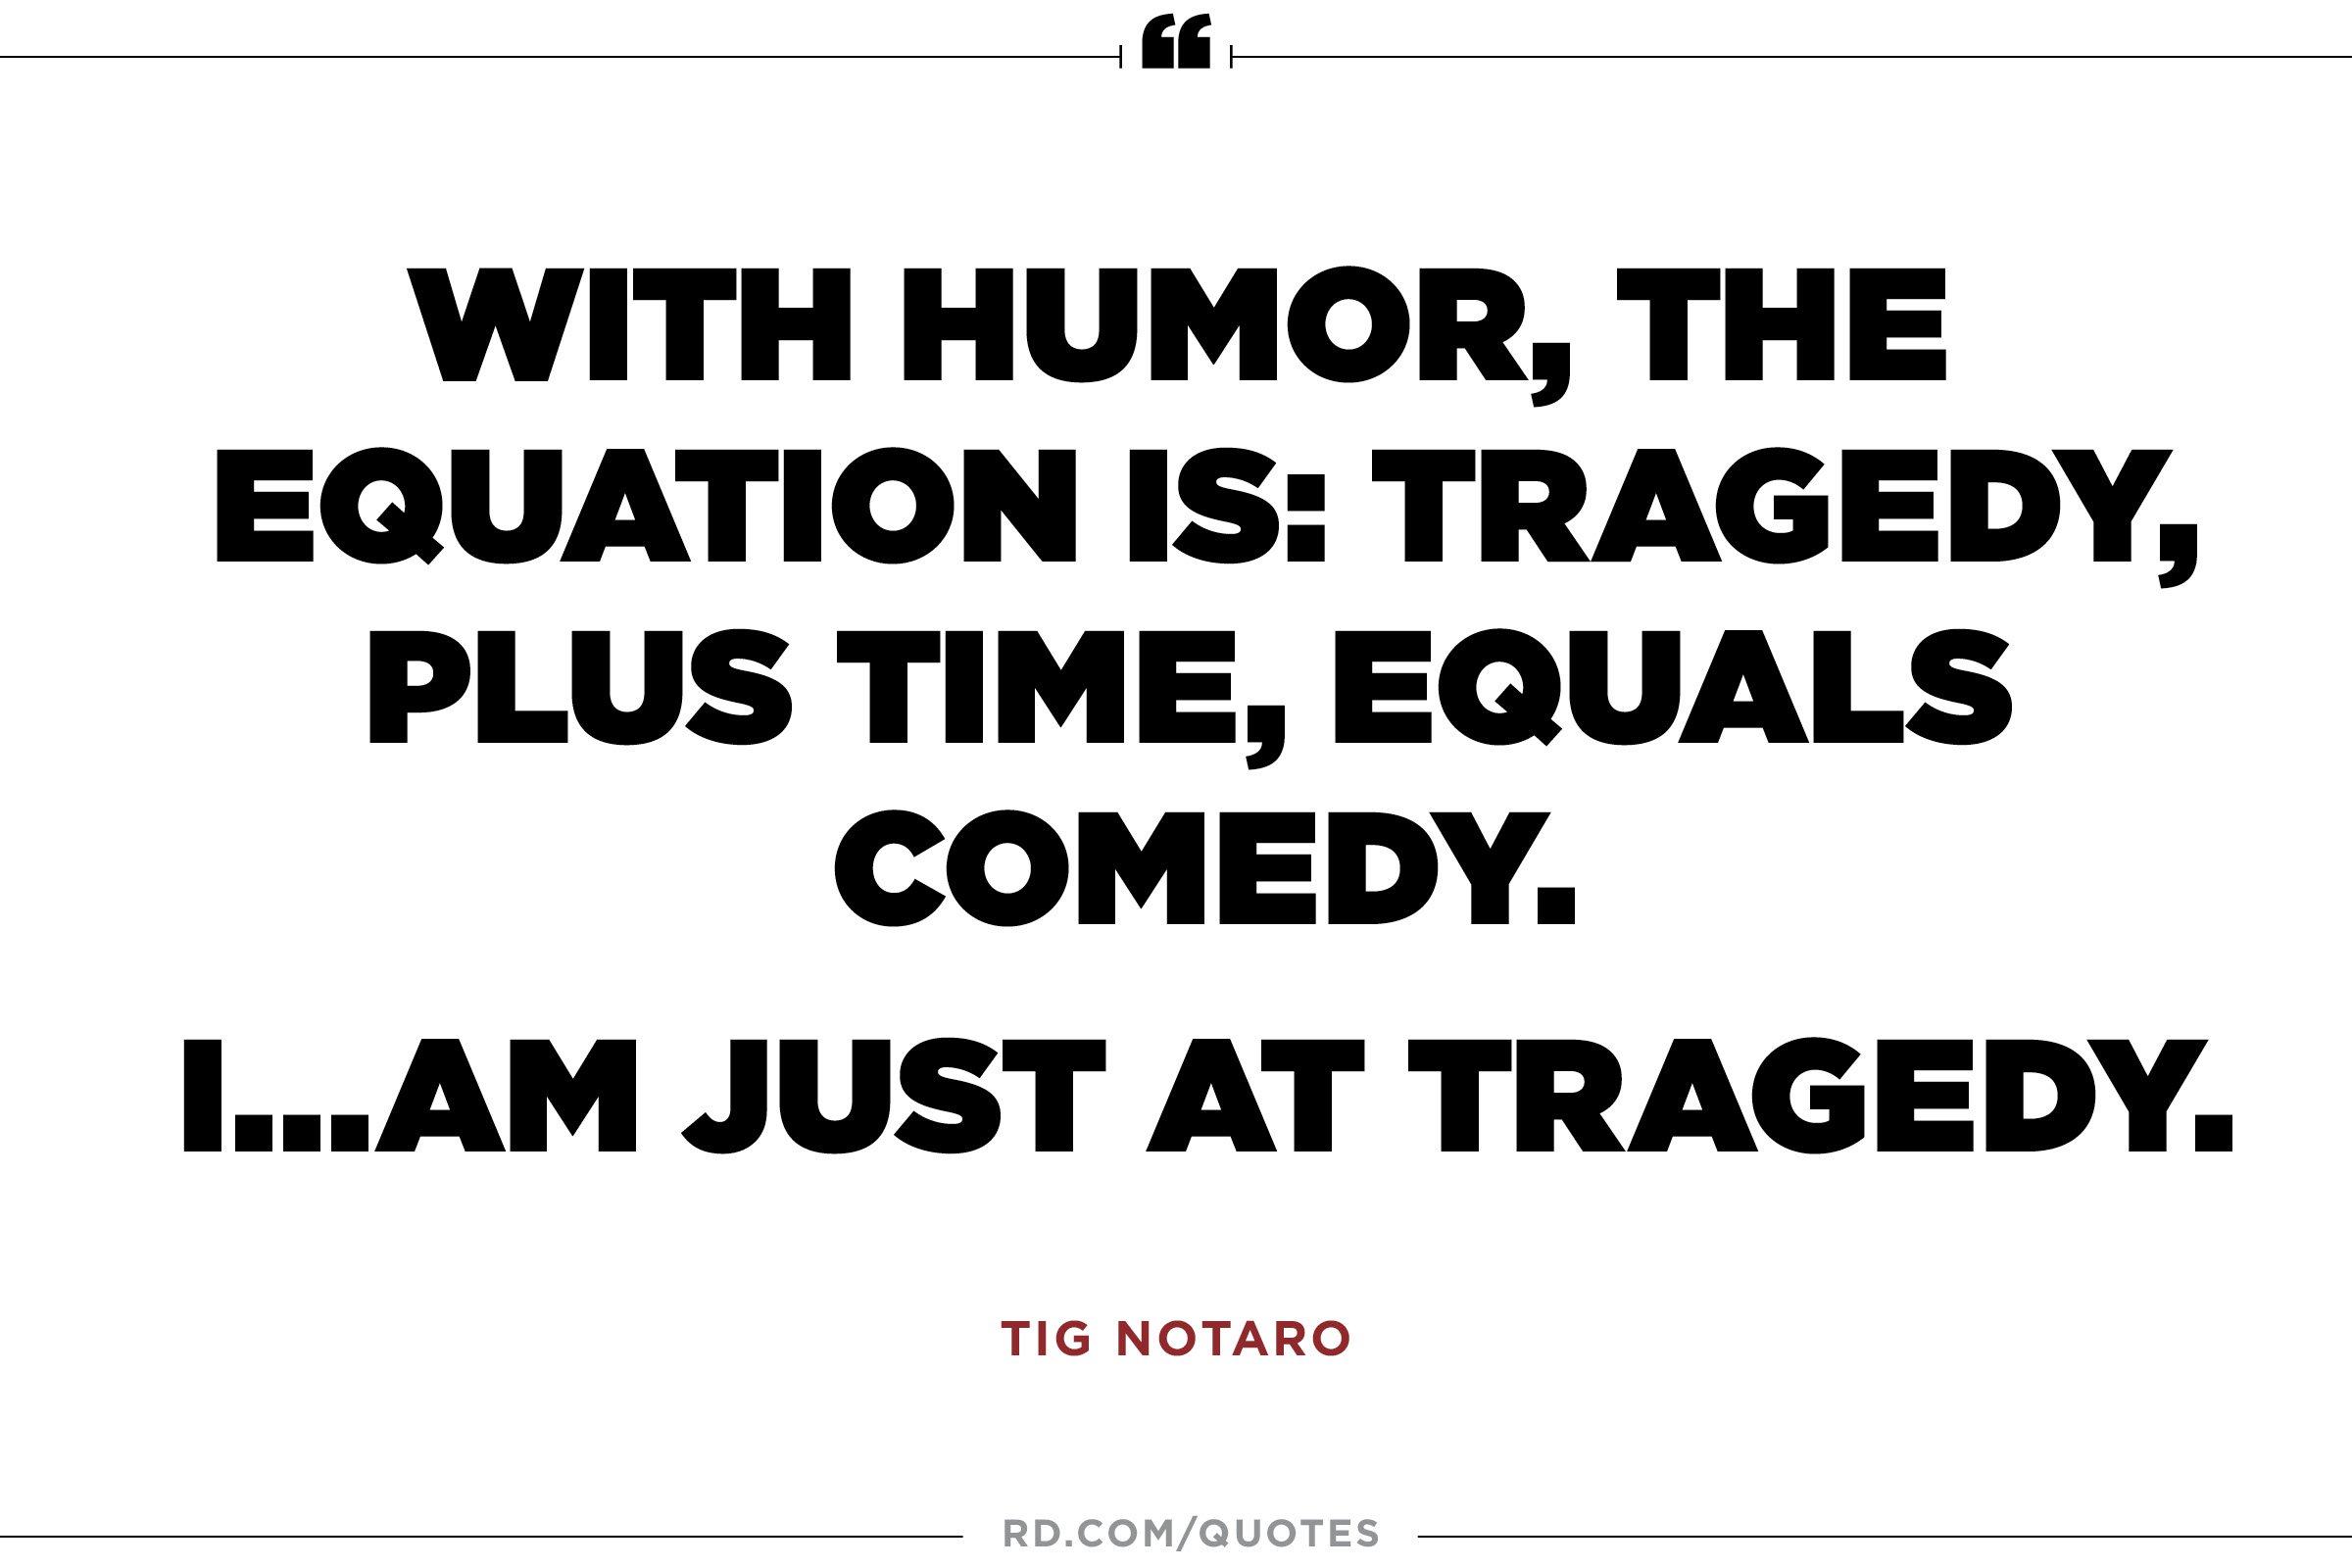 “
WITH HUMOR, THE
EQUATION IS: TRAGEDY,
PLUS TIME, EQUALS
COMEDY.
I...AM JUST AT TRAGEDY.
TIG NOTARO
RD.COM/QUOTES